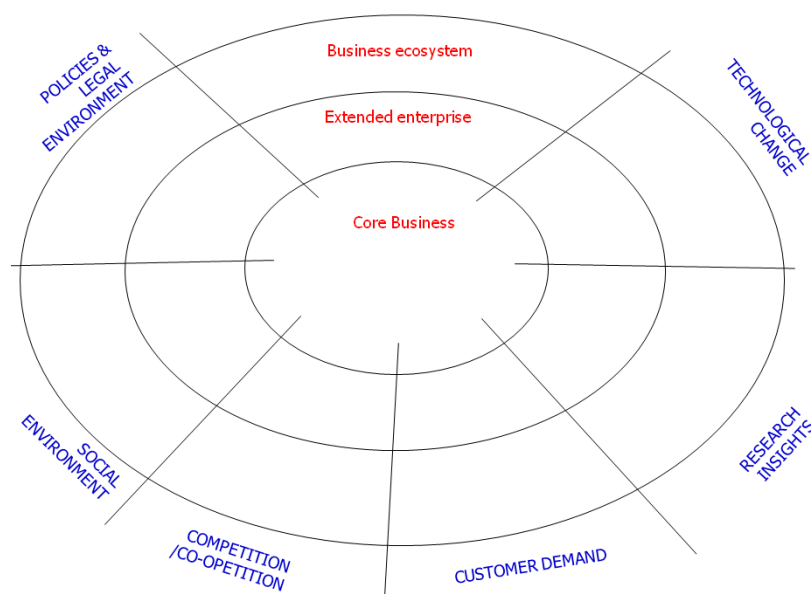 Business ecosystem
Extended enterprise
Core Business
POLICIES &
LEGAL
ENVIRONMENT
TECHNOLOGICAL
CHANGE
SOCIAL
ENVIRONMENT
RESEARCH
INSIGHTS
COMPETITION
/CO-OPETITION
CUSTOMER DEMAND